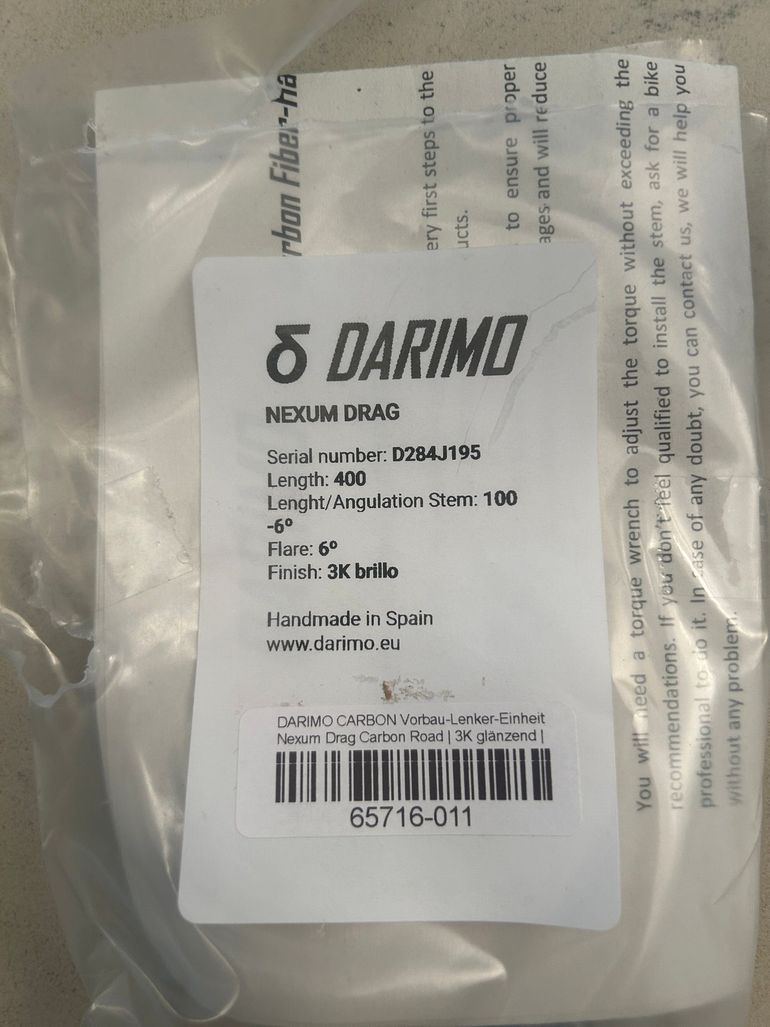 rbon Fiber-ha
ery first steps to the
ucts.
to ensure proper
ages and will reduce
You will need a torque wrench to adjust the torque without exceeding the
recommendations. If you don't feel qualified to install the stem, ask for a bike
professional to do it. In case of any doubt, you can contact us, we will help you
without any problem.
δ DARIMO
NEXUM DRAG
Serial number: D284J195
Length: 400
Lenght/Angulation Stem: 100
-6º
Flare: 6º
Finish: 3K brillo
Handmade in Spain
www.darimo.eu
DARIMO CARBON Vorbau-Lenker-Einheit
Nexum Drag Carbon Road | 3K glänzend |
65716-011